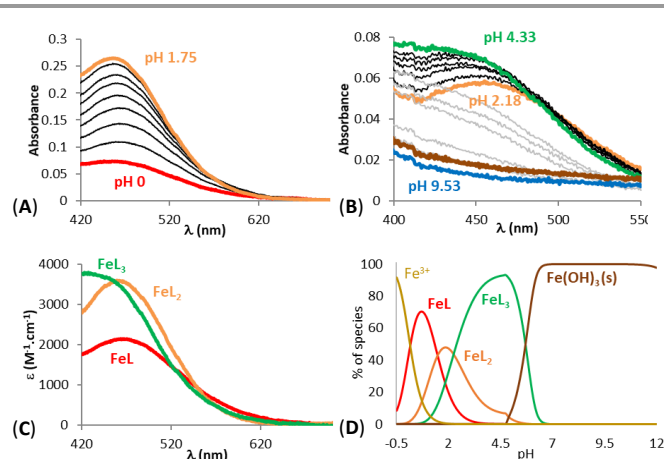 0.3
0.25
0.2
0.15
0.1
0.05
0
Absorbance
pH 1.75
pH 0
420
520
620
(A)
λ (nm)
0.08
0.06
0.04
0.02
0
Absorbance
pH 4.33
pH 2.18
pH 9.53
400
450
500
550
(B)
λ (nm)
4000
3000
2000
1000
0
ε (M⁻¹.cm⁻¹)
FeL₃
FeL₂
FeL
420
520
620
(C)
λ (nm)
100
80
60
40
20
0
% of species
Fe³⁺
FeL
FeL₃
FeL₂
Fe(OH)₃(s)
-0.5
2
4.5
7
9.5
12
(D)
pH